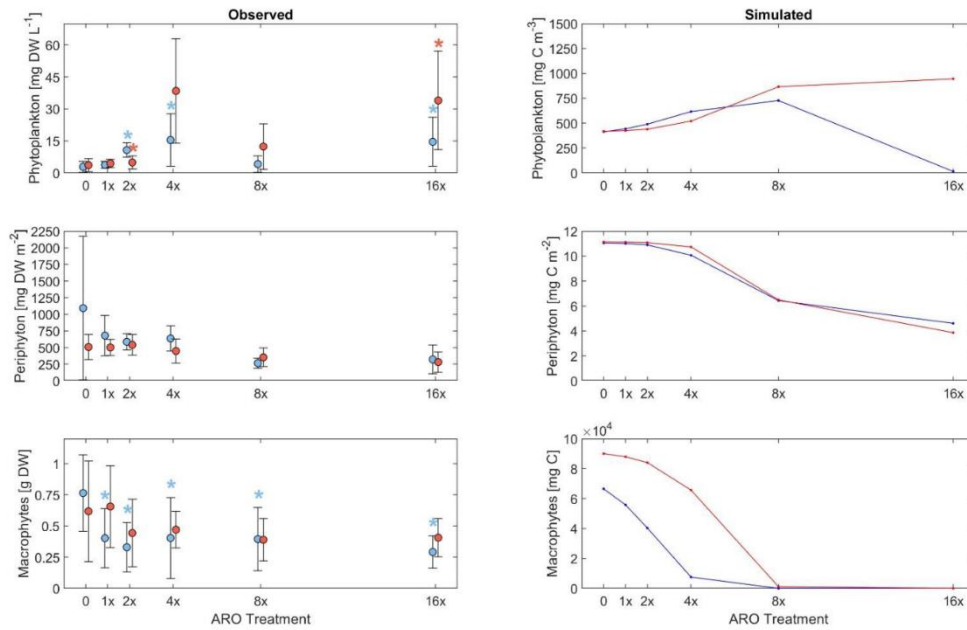 Observed
Simulated
Phytoplankton [mg DW L⁻¹]
60
45
30
15
0
0 1x 2x 4x 8x 16x
Phytoplankton [mg C m⁻³]
1500
1250
1000
750
500
250
0
0 1x 2x 4x 8x 16x
Periphyton [mg DW m⁻²]
2250
2000
1750
1500
1250
1000
750
500
250
0
0 1x 2x 4x 8x 16x
Periphyton [mg C m⁻²]
12
10
8
6
4
2
0
0 1x 2x 4x 8x 16x
Macrophytes [g DW]
1
0.75
0.5
0.25
0
0 1x 2x 4x 8x 16x
ARO Treatment
Macrophytes [mg C]
×10⁴
10
8
6
4
2
0
0 1x 2x 4x 8x 16x
ARO Treatment